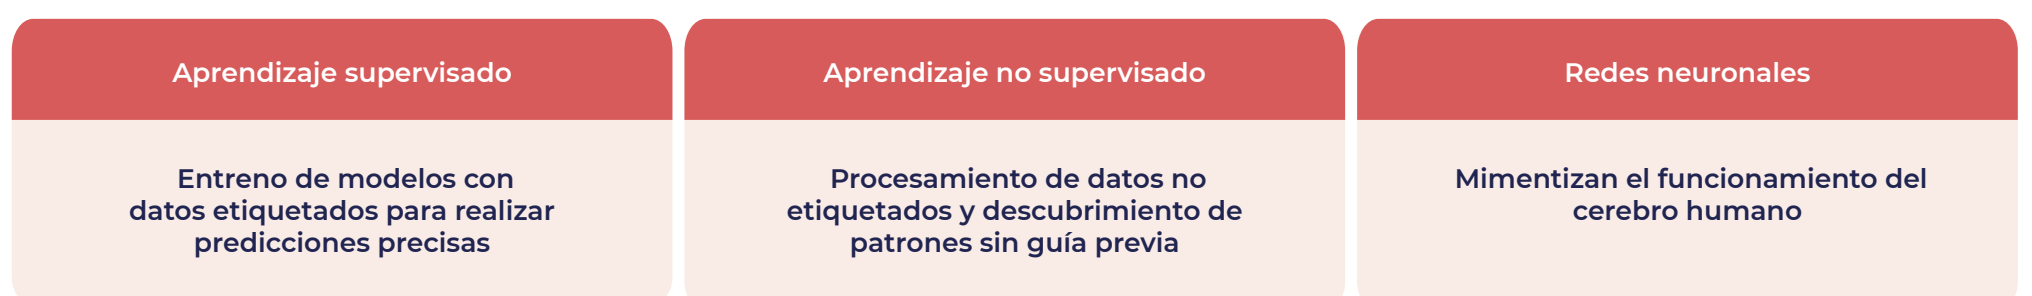 Aprendizaje supervisado
Entreno de modelos con
datos etiquetados para realizar
predicciones precisas
Aprendizaje no supervisado
Procesamiento de datos no
etiquetados y descubrimiento de
patrones sin guía previa
Redes neuronales
Mimentizan el funcionamiento del
cerebro humano